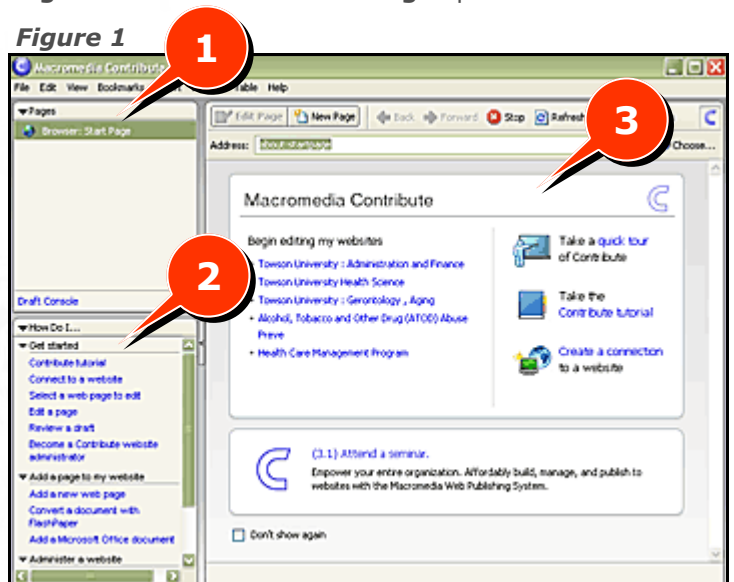 Figure 1
1
Macromedia Contribute
File Edit View Bookmarks Table Help
Pages
Browser: Start Page
Draft Console
2
How Do I...
Get started
Contribute tutorial
Connect to a website
Select a web page to edit
Edit a page
Review a draft
Become a Contribute website
administrator
Add a page to my website
Add a new web page
Convert a document with
FlashPaper
Add a Microsoft Office document
Administer a website
Edit Page New Page Back Forward Stop Refresh
3
Address: about:startpage
Choose...
Macromedia Contribute
Begin editing my websites
Towson University : Administration and Finance
Towson University Health Science
Towson University : Gerontology , Aging
Alcohol, Tobacco and Other Drug (ATOD) Abuse
Preve
Health Care Management Program
Take a quick tour
of Contribute
Take the
Contribute tutorial
Create a connection
to a website
(3.1) Attend a seminar.
Empower your entire organization. Affordably build, manage, and publish to
websites with the Macromedia Web Publishing System.
Don't show again